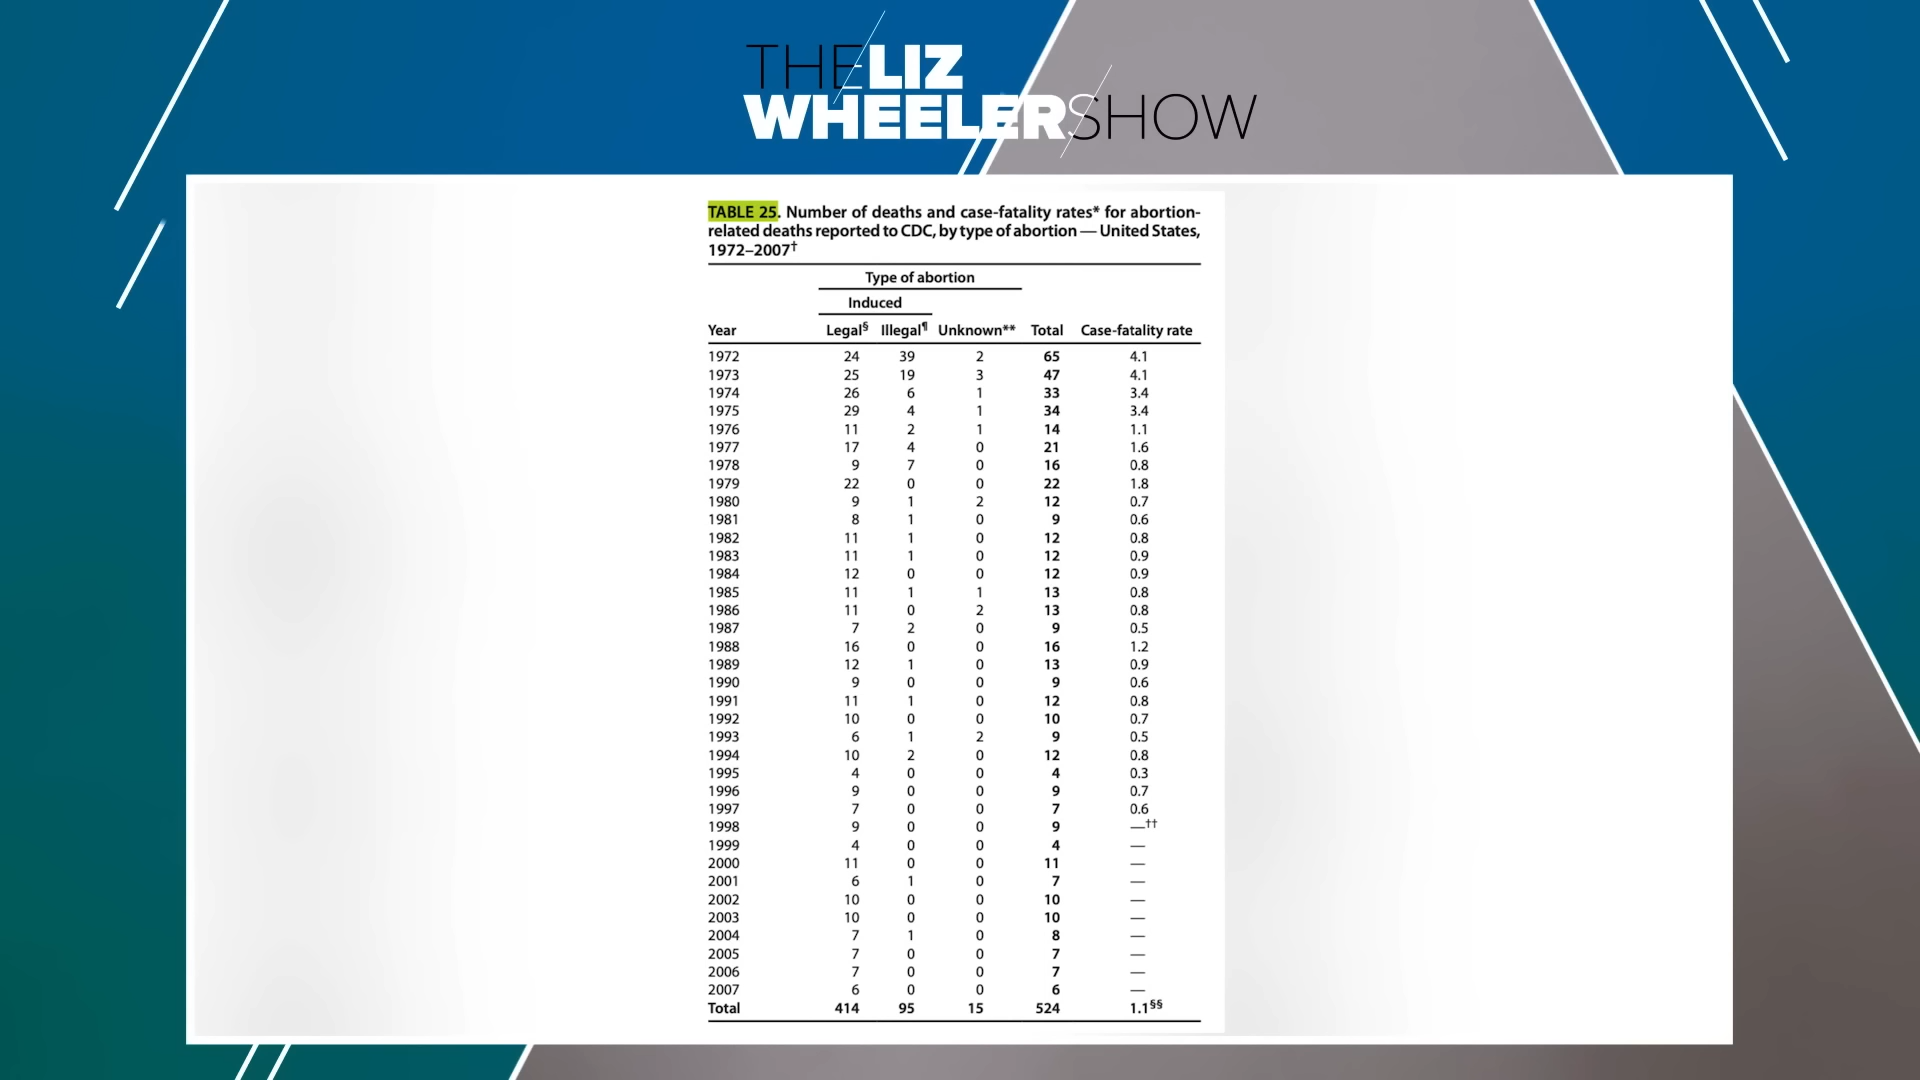 THE LIZ
WHEELER SHOW
TABLE 25. Number of deaths and case-fatality rates* for abortion-
related deaths reported to CDC, by type of abortion — United States,
1972–2007†
Type of abortion
Induced
Year Legal§ Illegal¶ Unknown** Total Case-fatality rate
1972 24 39 2 65 4.1
1973 25 19 3 47 4.1
1974 26 6 1 33 3.4
1975 29 4 1 34 3.4
1976 11 2 1 14 1.1
1977 17 4 0 21 1.6
1978 9 7 0 16 0.8
1979 22 0 0 22 1.8
1980 9 1 2 12 0.7
1981 8 1 0 9 0.6
1982 11 1 0 12 0.8
1983 11 1 0 12 0.9
1984 12 0 0 12 0.9
1985 11 1 1 13 0.8
1986 11 0 2 13 0.8
1987 7 2 0 9 0.5
1988 16 0 0 16 1.2
1989 12 1 0 13 0.9
1990 9 0 0 9 0.6
1991 11 1 0 12 0.8
1992 10 0 0 10 0.7
1993 6 1 2 9 0.5
1994 10 2 0 12 0.8
1995 4 0 0 4 0.3
1996 9 0 0 9 0.7
1997 7 0 0 7 0.6
1998 9 0 0 9 —††
1999 4 0 0 4 —
2000 11 0 0 11 —
2001 6 1 0 7 —
2002 10 0 0 10 —
2003 10 0 0 10 —
2004 7 1 0 8 —
2005 7 0 0 7 —
2006 7 0 0 7 —
2007 6 0 0 6 —
Total 414 95 15 524 1.1§§